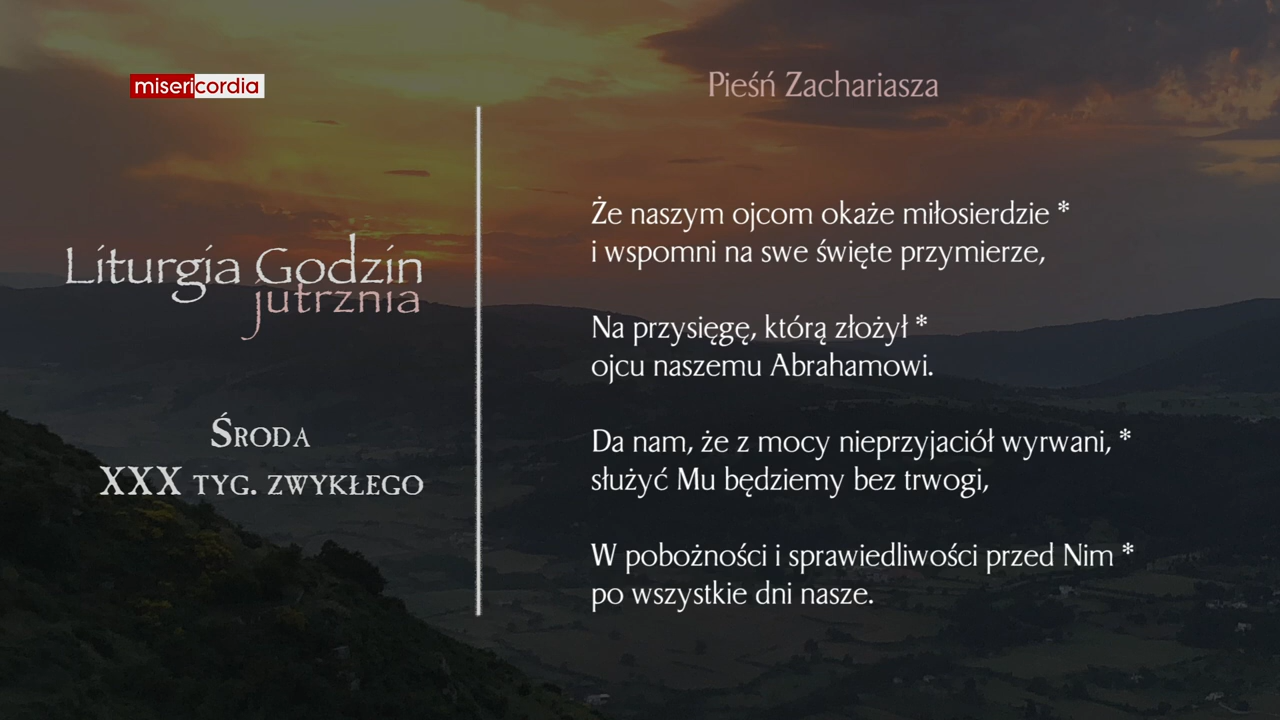 misericordia
Liturgia Godzin
jutrznia
Środa
XXX tyg. zwykłego
Pieśń Zachariasza
Że naszym ojcom okaże miłosierdzie *
i wspomni na swe święte przymierze,
Na przysięgę, którą złożył *
ojcu naszemu Abrahamowi.
Da nam, że z mocy nieprzyjaciół wyrwani, *
służyć Mu będziemy bez trwogi,
W pobożności i sprawiedliwości przed Nim *
po wszystkie dni nasze.